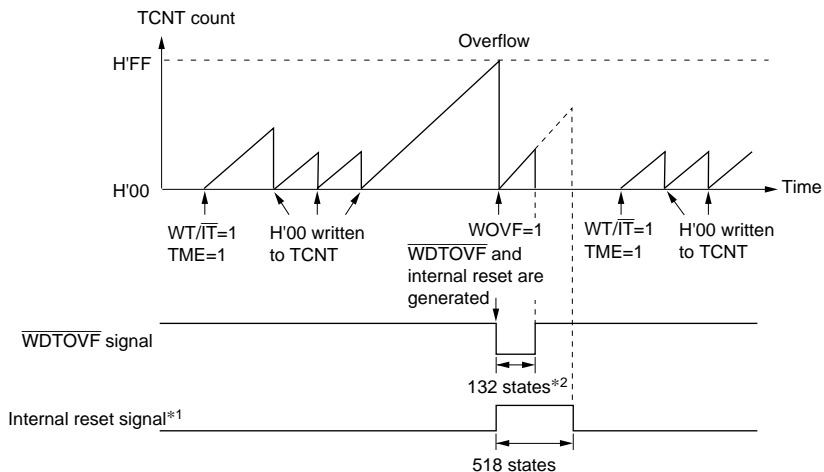 TCNT count
Overflow
H'FF
H'00
Time
WT/IT=1
TME=1
H'00 written
to TCNT
WOVF=1
WDTOVF and
internal reset are
generated
WT/IT=1
TME=1
H'00 written
to TCNT
WDTOVF signal
132 states*2
Internal reset signal*1
518 states